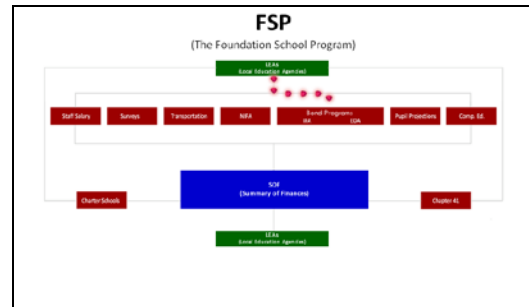 FSP
(The Foundation School Program)
LEAs
(Local Education Agencies)
Staff Salary
Surveys
Transportation
NIFA
Bond Programs
IFA EDA
Pupil Projections
Comp. Ed.
SOF
(Summary of Finances)
Charter Schools
Chapter 41
LEAs
(Local Education Agencies)